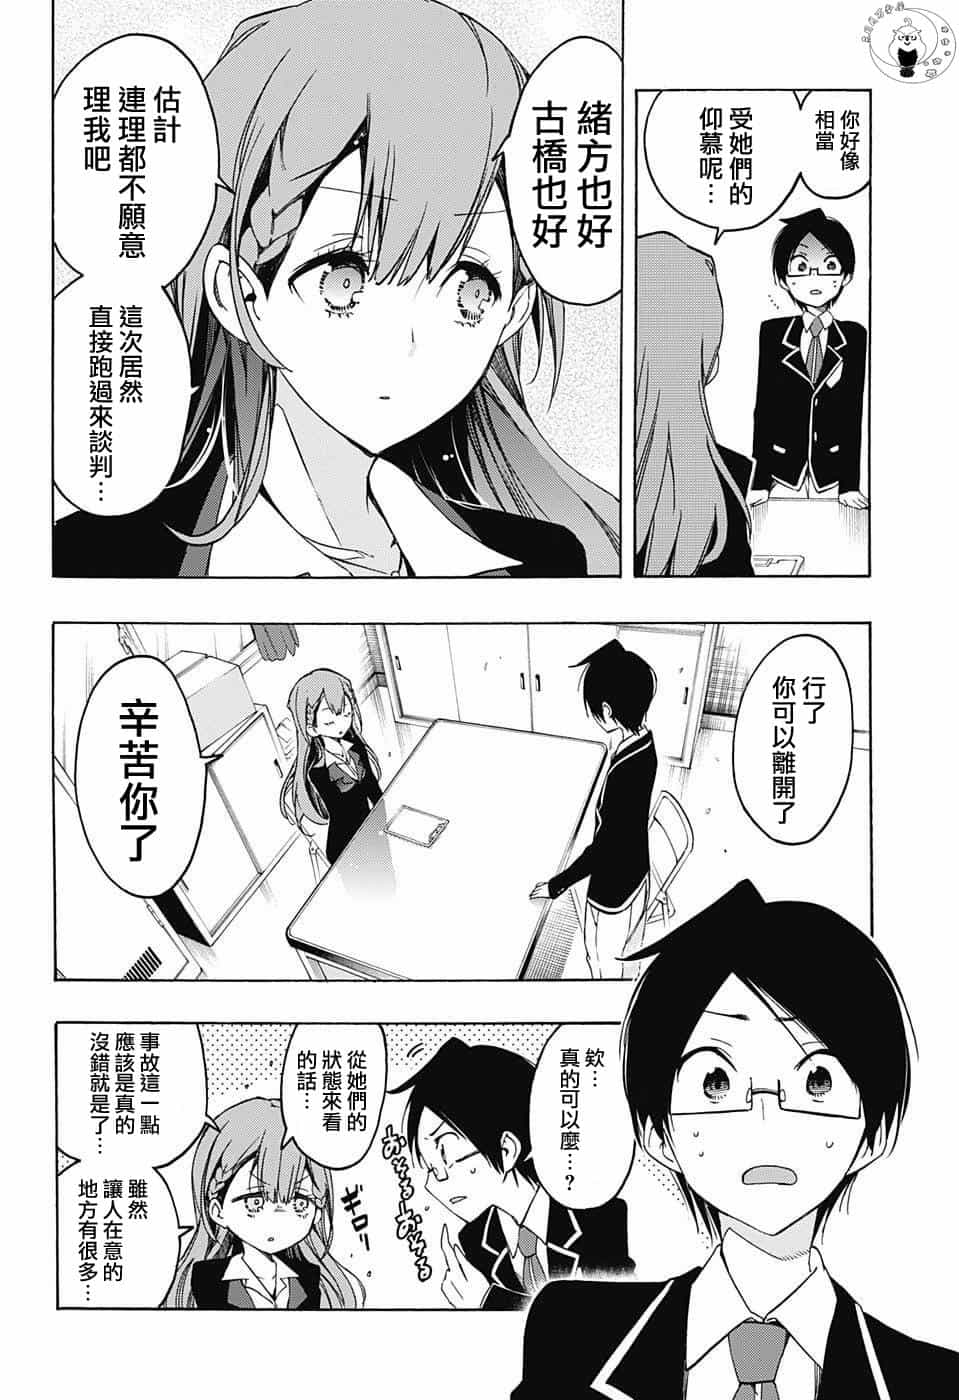 你好像
相當
受她們的
仰慕呢…
緒方也好
古橋也好
估計
連理都不願意
理我吧
這次居然
直接跑過來談判…
行了
你可以離開了
辛苦你了
欸…
真的可以麼…?
おそるおそる
從她們的
狀態來看
的話…
ギロリ
事故這一點
應該是真的
沒錯就是了…
雖然
讓人在意的
地方有很多…